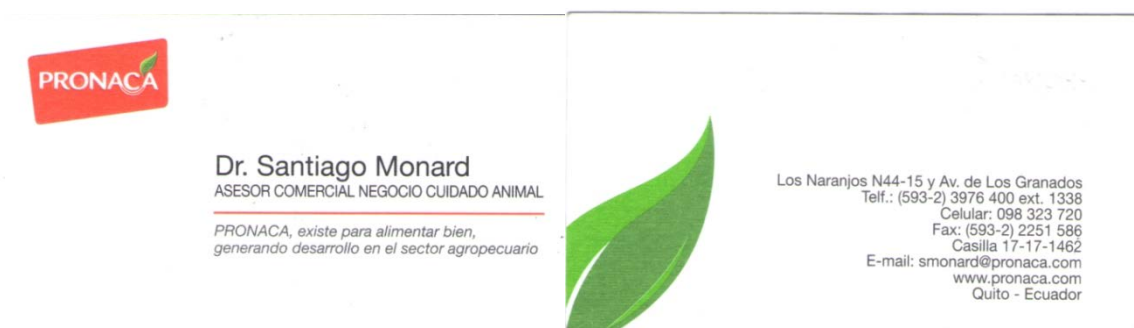 PRONACA
Dr. Santiago Monard
ASESOR COMERCIAL NEGOCIO CUIDADO ANIMAL
PRONACA, existe para alimentar bien,
generando desarrollo en el sector agropecuario
Los Naranjos N44-15 y Av. de Los Granados
Telf.: (593-2) 3976 400 ext. 1338
Celular: 098 323 720
Fax: (593-2) 2251 586
Casilla 17-17-1462
E-mail: smonard@pronaca.com
www.pronaca.com
Quito - Ecuador